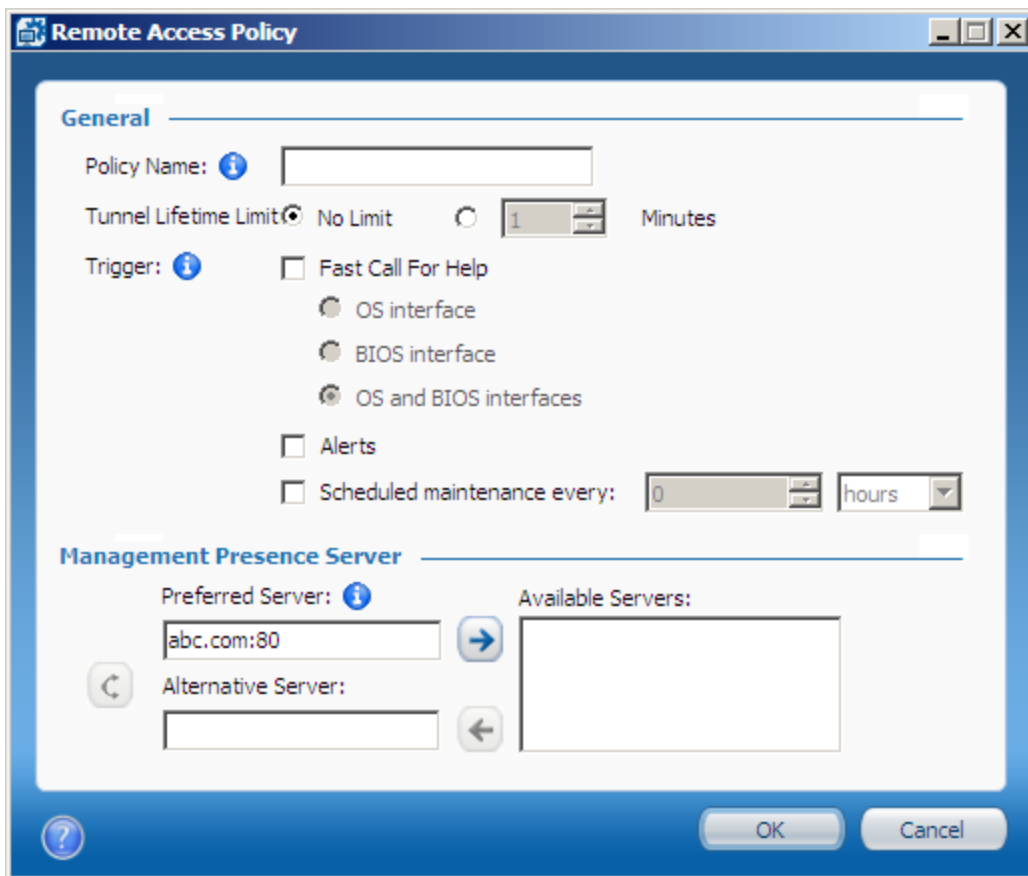 Remote Access Policy
General
Policy Name:
Tunnel Lifetime Limit No Limit 1 Minutes
Trigger: Fast Call For Help
OS interface
BIOS interface
OS and BIOS interfaces
Alerts
Scheduled maintenance every: 0 hours
Management Presence Server
Preferred Server: Available Servers:
abc.com:80
Alternative Server:
OK Cancel